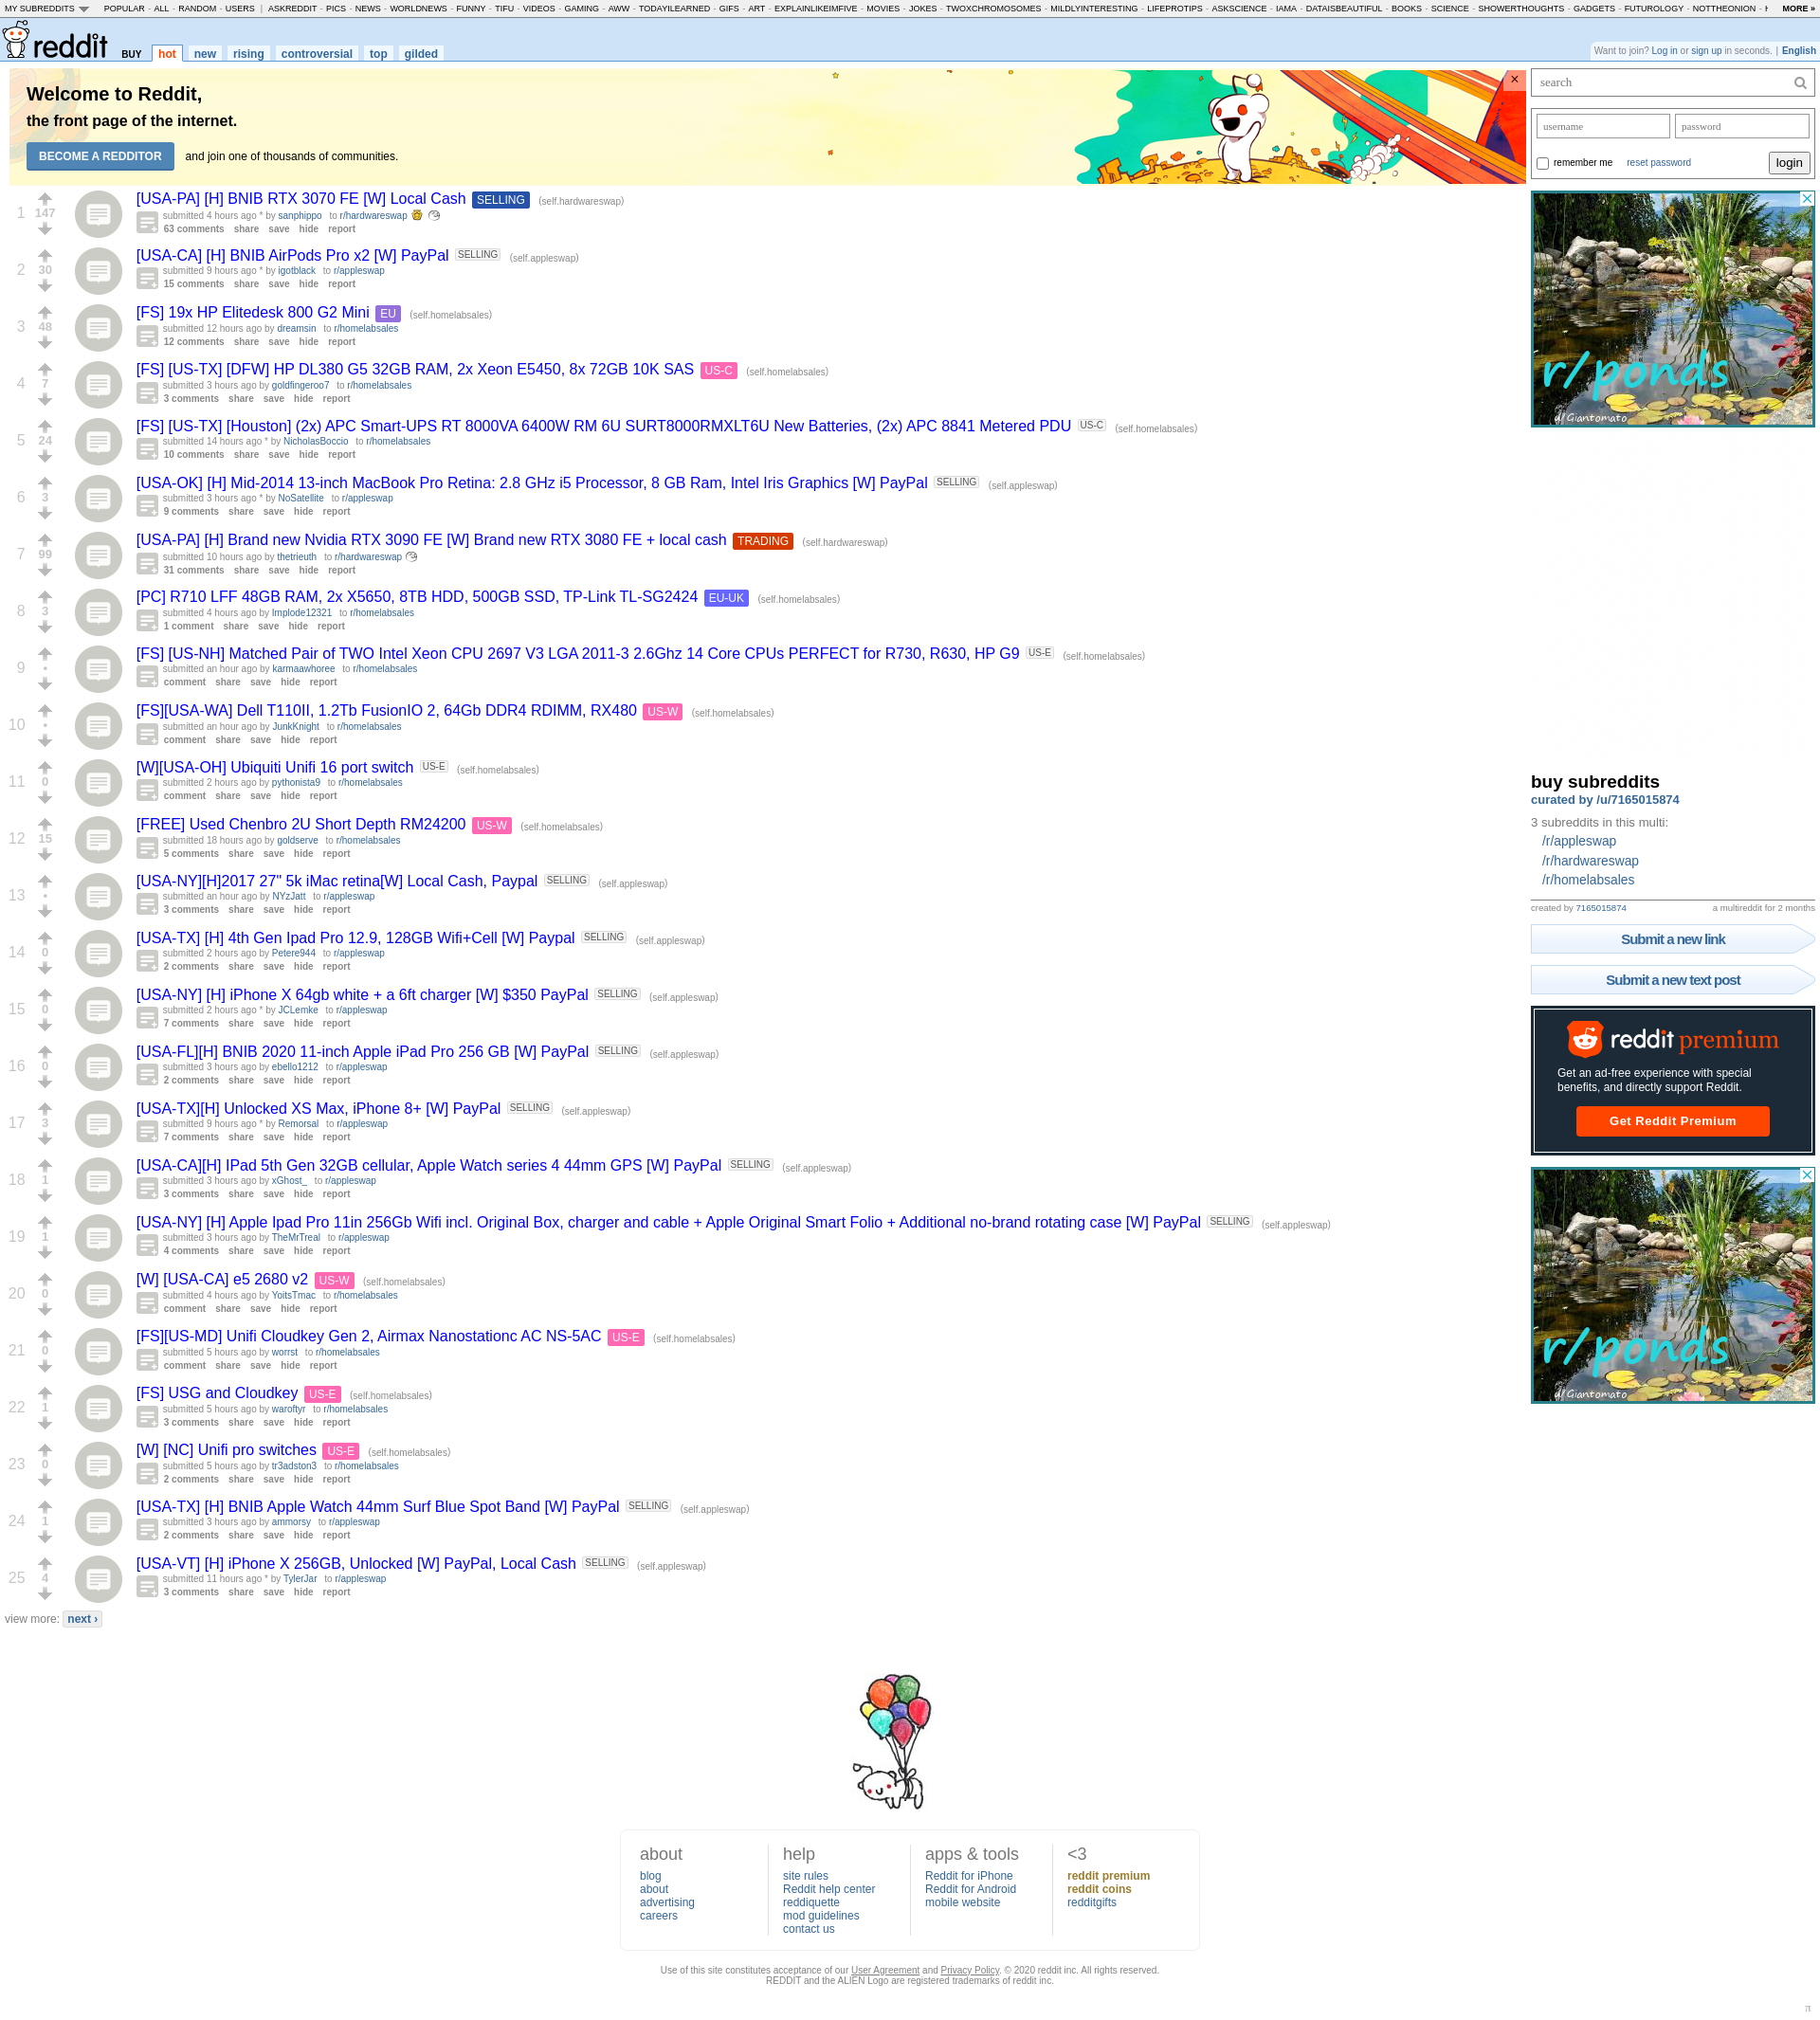 MY SUBREDDITS POPULAR - ALL - RANDOM - USERS | ASKREDDIT - PICS - NEWS - WORLDNEWS - FUNNY - TIFU - VIDEOS - GAMING - AWW - TODAYILEARNED - GIFS - ART - EXPLAINLIKEIMFIVE - MOVIES - JOKES - TWOXCHROMOSOMES - MILDLYINTERESTING - LIFEPROTIPS - ASKSCIENCE - IAMA - DATAISBEAUTIFUL - BOOKS - SCIENCE - SHOWERTHOUGHTS - GADGETS - FUTUROLOGY - NOTTHEONION - MORE »
reddit BUY hot new rising controversial top gilded
Want to join? Log in or sign up in seconds. | English
Welcome to Reddit,
the front page of the internet.
BECOME A REDDITOR and join one of thousands of communities.
×
1 147 [USA-PA] [H] BNIB RTX 3070 FE [W] Local Cash SELLING (self.hardwareswap)
submitted 4 hours ago * by sanphippo to r/hardwareswap
63 comments share save hide report
2 30 [USA-CA] [H] BNIB AirPods Pro x2 [W] PayPal SELLING (self.appleswap)
submitted 9 hours ago * by igotblack to r/appleswap
15 comments share save hide report
3 48 [FS] 19x HP Elitedesk 800 G2 Mini EU (self.homelabsales)
submitted 12 hours ago by dreamsin to r/homelabsales
12 comments share save hide report
4 7 [FS] [US-TX] [DFW] HP DL380 G5 32GB RAM, 2x Xeon E5450, 8x 72GB 10K SAS US-C (self.homelabsales)
submitted 3 hours ago by goldfingeroo7 to r/homelabsales
3 comments share save hide report
5 24 [FS] [US-TX] [Houston] (2x) APC Smart-UPS RT 8000VA 6400W RM 6U SURT8000RMXLT6U New Batteries, (2x) APC 8841 Metered PDU US-C (self.homelabsales)
submitted 14 hours ago * by NicholasBoccio to r/homelabsales
10 comments share save hide report
6 3 [USA-OK] [H] Mid-2014 13-inch MacBook Pro Retina: 2.8 GHz i5 Processor, 8 GB Ram, Intel Iris Graphics [W] PayPal SELLING (self.appleswap)
submitted 3 hours ago * by NoSatellite to r/appleswap
9 comments share save hide report
7 99 [USA-PA] [H] Brand new Nvidia RTX 3090 FE [W] Brand new RTX 3080 FE + local cash TRADING (self.hardwareswap)
submitted 10 hours ago by thetrieuth to r/hardwareswap
31 comments share save hide report
8 3 [PC] R710 LFF 48GB RAM, 2x X5650, 8TB HDD, 500GB SSD, TP-Link TL-SG2424 EU-UK (self.homelabsales)
submitted 4 hours ago by Implode12321 to r/homelabsales
1 comment share save hide report
9 • [FS] [US-NH] Matched Pair of TWO Intel Xeon CPU 2697 V3 LGA 2011-3 2.6Ghz 14 Core CPUs PERFECT for R730, R630, HP G9 US-E (self.homelabsales)
submitted an hour ago by karmaawhoree to r/homelabsales
comment share save hide report
10 • [FS][USA-WA] Dell T110II, 1.2Tb FusionIO 2, 64Gb DDR4 RDIMM, RX480 US-W (self.homelabsales)
submitted an hour ago by JunkKnight to r/homelabsales
comment share save hide report
11 0 [W][USA-OH] Ubiquiti Unifi 16 port switch US-E (self.homelabsales)
submitted 2 hours ago by pythonista9 to r/homelabsales
comment share save hide report
12 15 [FREE] Used Chenbro 2U Short Depth RM24200 US-W (self.homelabsales)
submitted 18 hours ago by goldserve to r/homelabsales
5 comments share save hide report
13 • [USA-NY][H]2017 27" 5k iMac retina[W] Local Cash, Paypal SELLING (self.appleswap)
submitted an hour ago by NYzJatt to r/appleswap
3 comments share save hide report
14 0 [USA-TX] [H] 4th Gen Ipad Pro 12.9, 128GB Wifi+Cell [W] Paypal SELLING (self.appleswap)
submitted 2 hours ago by Petere944 to r/appleswap
2 comments share save hide report
15 0 [USA-NY] [H] iPhone X 64gb white + a 6ft charger [W] $350 PayPal SELLING (self.appleswap)
submitted 2 hours ago * by JCLemke to r/appleswap
7 comments share save hide report
16 0 [USA-FL][H] BNIB 2020 11-inch Apple iPad Pro 256 GB [W] PayPal SELLING (self.appleswap)
submitted 3 hours ago by ebello1212 to r/appleswap
2 comments share save hide report
17 3 [USA-TX][H] Unlocked XS Max, iPhone 8+ [W] PayPal SELLING (self.appleswap)
submitted 9 hours ago * by Remorsal to r/appleswap
7 comments share save hide report
18 1 [USA-CA][H] IPad 5th Gen 32GB cellular, Apple Watch series 4 44mm GPS [W] PayPal SELLING (self.appleswap)
submitted 3 hours ago by xGhost_ to r/appleswap
3 comments share save hide report
19 1 [USA-NY] [H] Apple Ipad Pro 11in 256Gb Wifi incl. Original Box, charger and cable + Apple Original Smart Folio + Additional no-brand rotating case [W] PayPal SELLING (self.appleswap)
submitted 3 hours ago by TheMrTreal to r/appleswap
4 comments share save hide report
20 0 [W] [USA-CA] e5 2680 v2 US-W (self.homelabsales)
submitted 4 hours ago by YoitsTmac to r/homelabsales
comment share save hide report
21 0 [FS][US-MD] Unifi Cloudkey Gen 2, Airmax Nanostationc AC NS-5AC US-E (self.homelabsales)
submitted 5 hours ago by worrst to r/homelabsales
comment share save hide report
22 1 [FS] USG and Cloudkey US-E (self.homelabsales)
submitted 5 hours ago by waroftyr to r/homelabsales
3 comments share save hide report
23 0 [W] [NC] Unifi pro switches US-E (self.homelabsales)
submitted 5 hours ago by tr3adston3 to r/homelabsales
2 comments share save hide report
24 1 [USA-TX] [H] BNIB Apple Watch 44mm Surf Blue Spot Band [W] PayPal SELLING (self.appleswap)
submitted 3 hours ago by ammorsy to r/appleswap
2 comments share save hide report
25 4 [USA-VT] [H] iPhone X 256GB, Unlocked [W] PayPal, Local Cash SELLING (self.appleswap)
submitted 11 hours ago * by TylerJar to r/appleswap
3 comments share save hide report
view more: next ›
search
username password
remember me reset password login
r/ponds
u/Giantomato
buy subreddits
curated by /u/7165015874
3 subreddits in this multi:
/r/appleswap
/r/hardwareswap
/r/homelabsales
created by 7165015874 a multireddit for 2 months
Submit a new link
Submit a new text post
reddit premium
Get an ad-free experience with special
benefits, and directly support Reddit.
Get Reddit Premium
r/ponds
u/Giantomato
about
blog
about
advertising
careers
help
site rules
Reddit help center
reddiquette
mod guidelines
contact us
apps & tools
Reddit for iPhone
Reddit for Android
mobile website
<3
reddit premium
reddit coins
redditgifts
Use of this site constitutes acceptance of our User Agreement and Privacy Policy. © 2020 reddit inc. All rights reserved.
REDDIT and the ALIEN Logo are registered trademarks of reddit inc.
π